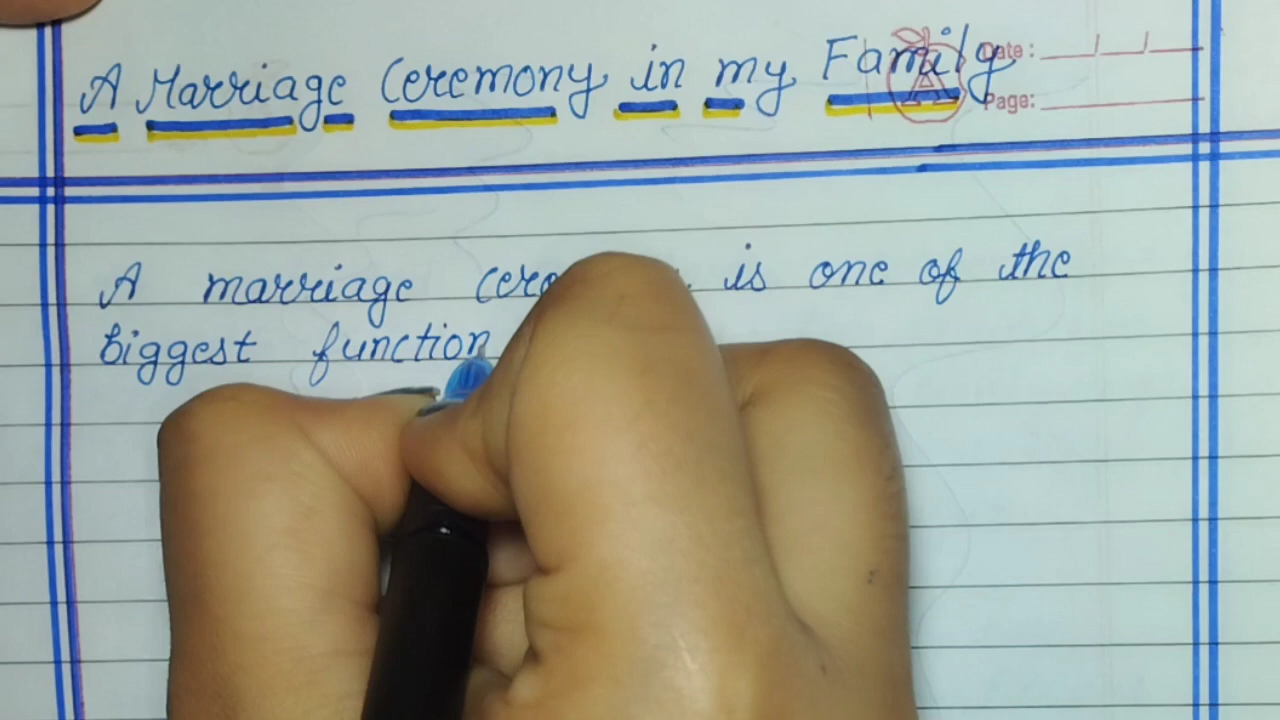 A Marriage Ceremony in my Family
Date :
Page:
A marriage is one of the
biggest function